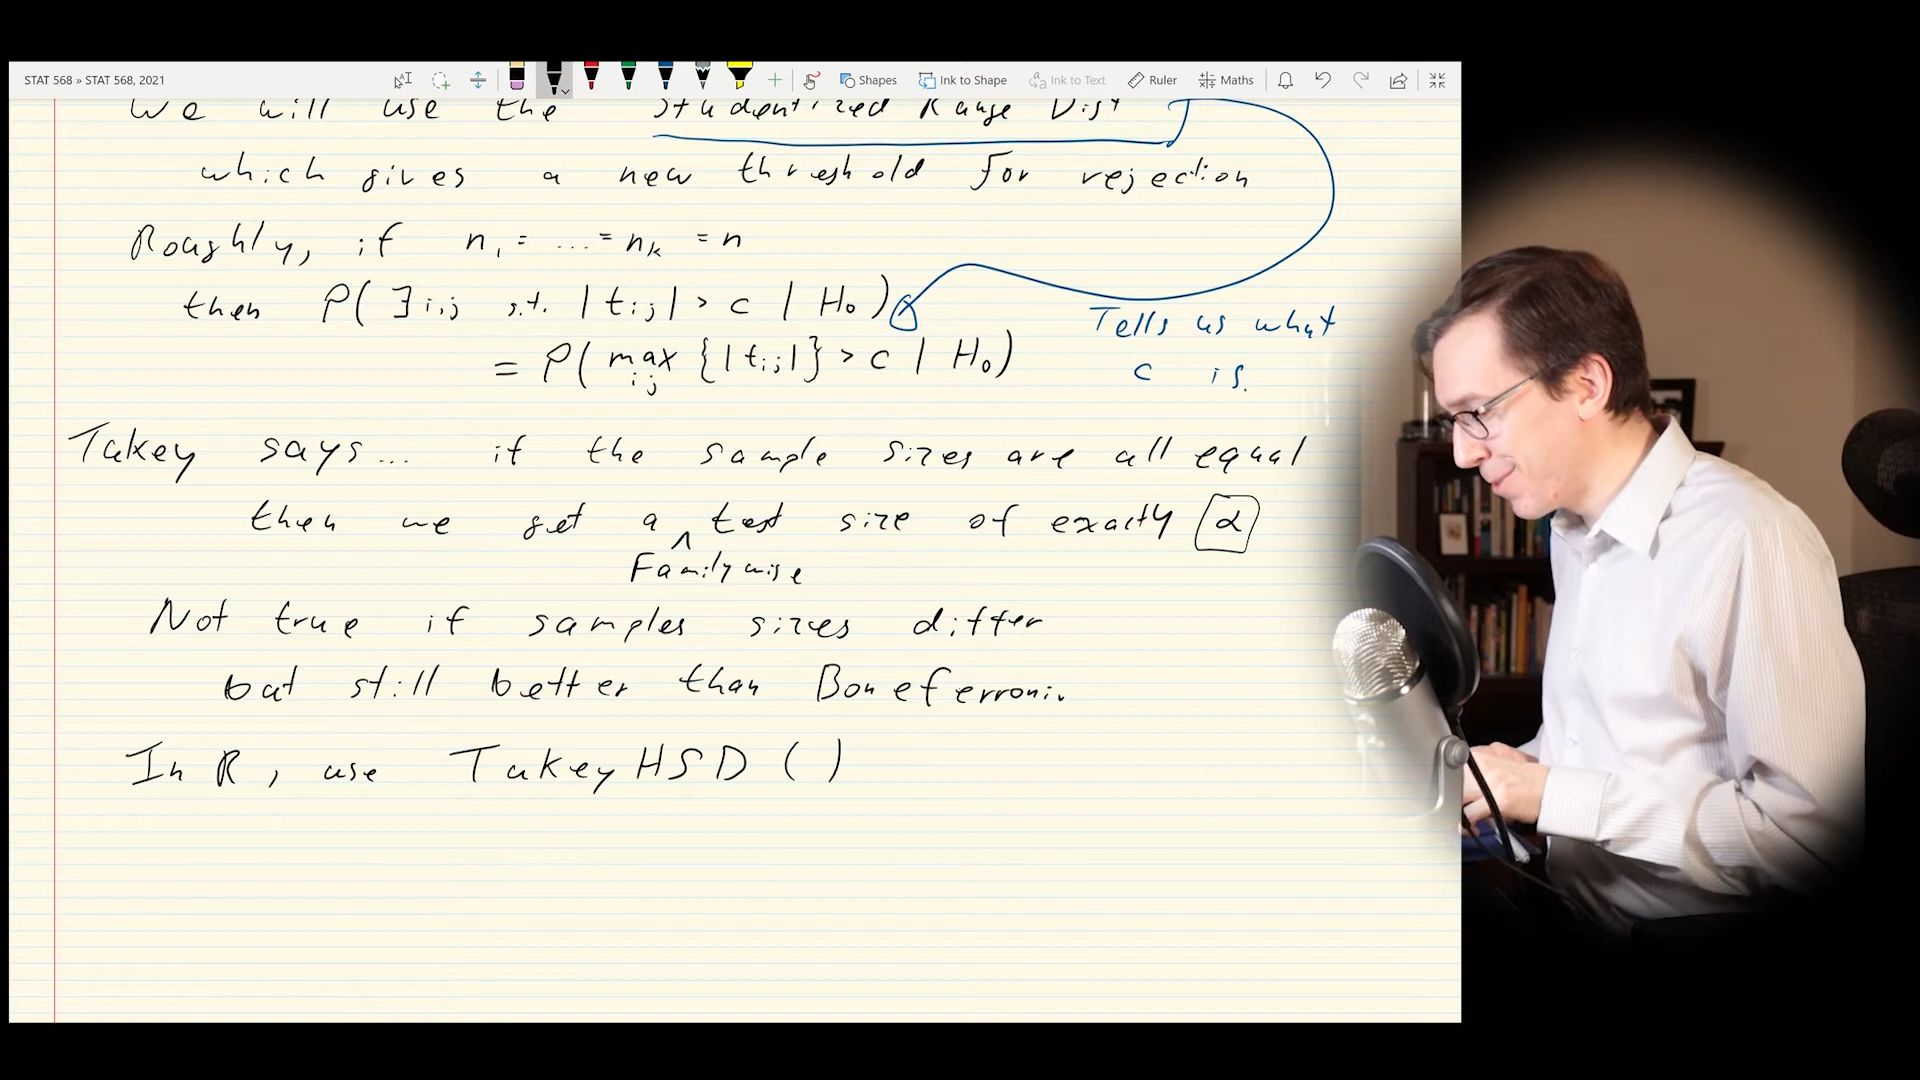 STAT 568 » STAT 568, 2021
Shapes Ink to Shape Ink to Text Ruler Maths
We will use the Studentized Range Dist
which gives a new threshold for rejection
Roughly, if n₁ = ... = nₖ = n
then P( ∃ i,j s.t. |tᵢⱼ| > c | H₀ )
Tells us what
= P( max {|tᵢⱼ|} > c | H₀ )
ij
c is.
Tukey says... if the sample sizes are all equal
then we get a test size of exactly α
^
Familywise
Not true if samples sizes differ
but still better than Boneferroni.
In R, use TukeyHSD ( )